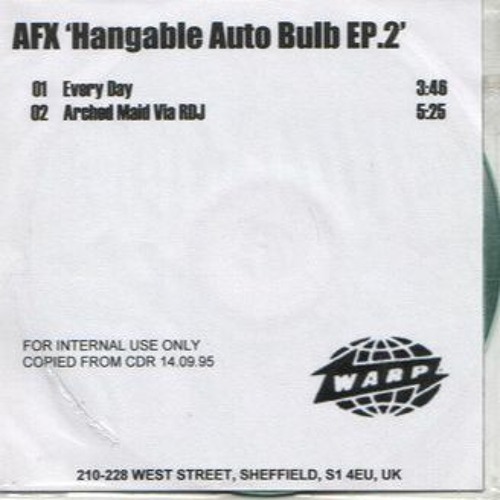 AFX ‘Hangable Auto Bulb EP.2’
01 Every Day 3:46
02 Arched Maid Via RDJ 5:25
FOR INTERNAL USE ONLY
COPIED FROM CDR 14.09.95
WARP
210-228 WEST STREET, SHEFFIELD, S1 4EU, UK